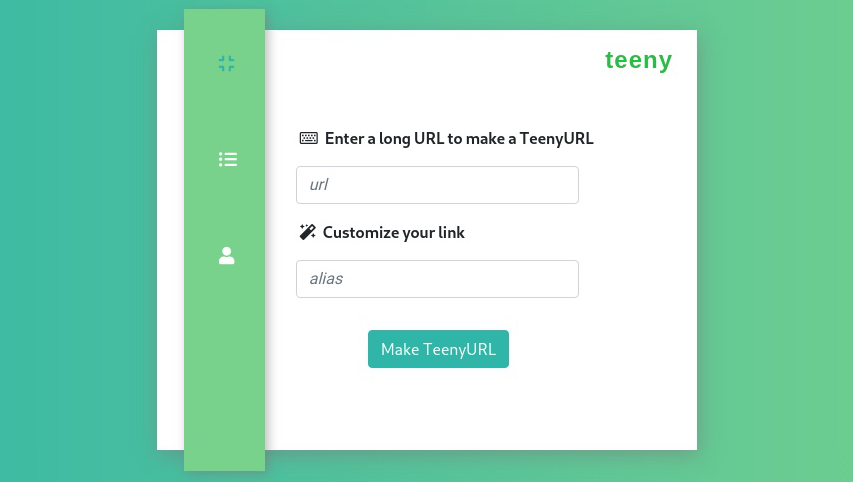 teeny
Enter a long URL to make a TeenyURL
url
Customize your link
alias
Make TeenyURL